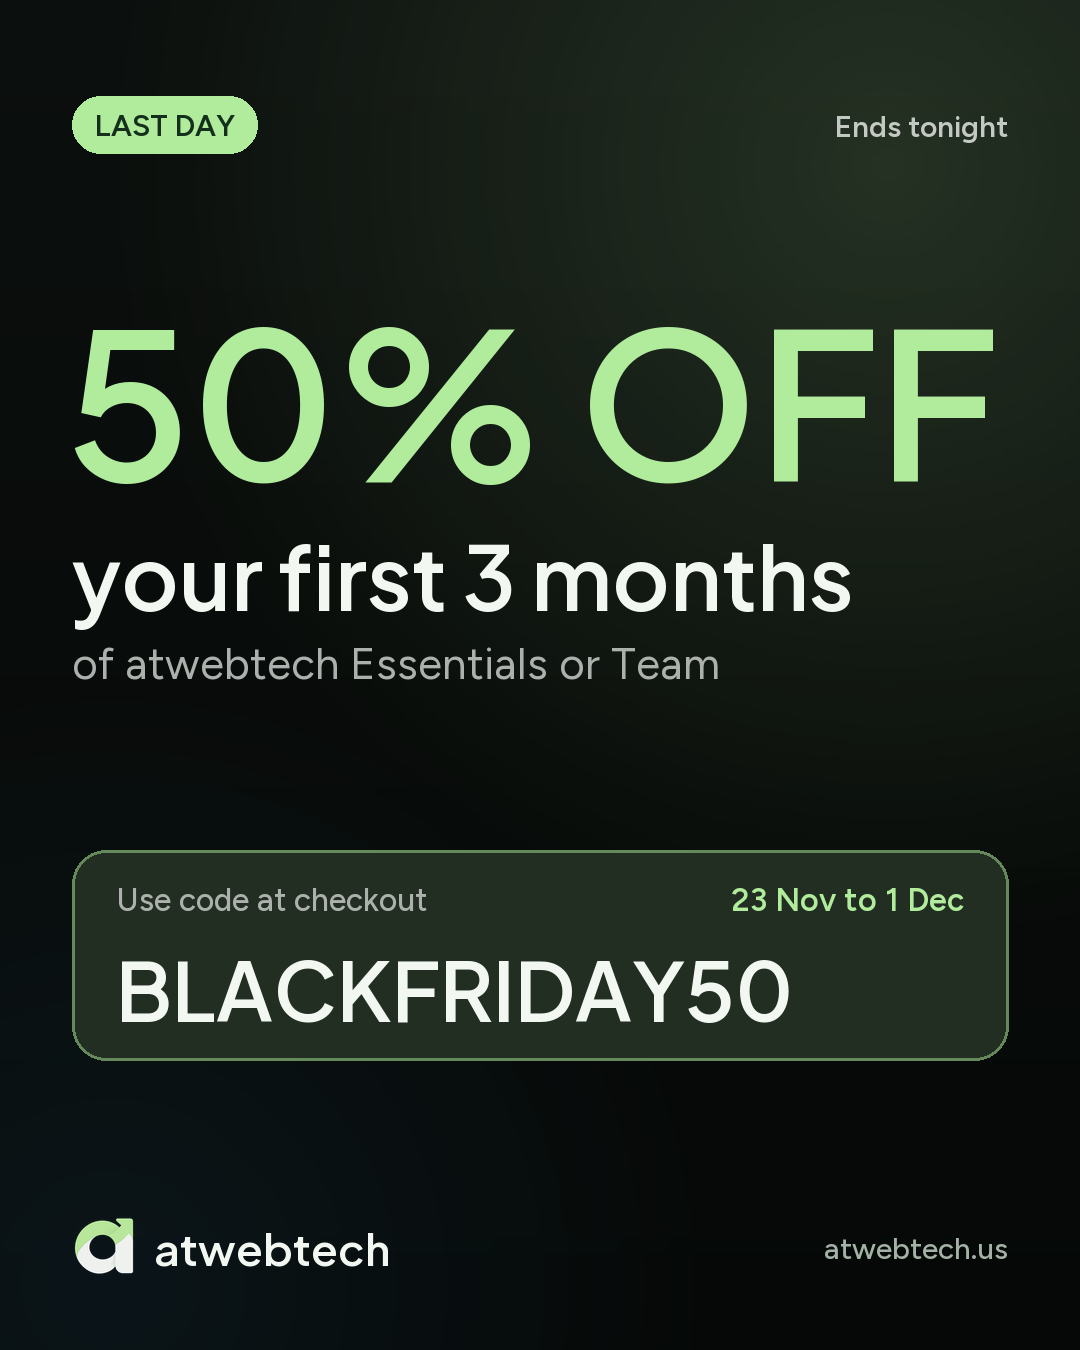 LAST DAY
Ends tonight
50% OFF
your first 3 months
of atwebtech Essentials or Team
Use code at checkout
23 Nov to 1 Dec
BLACKFRIDAY50
atwebtech
atwebtech.us